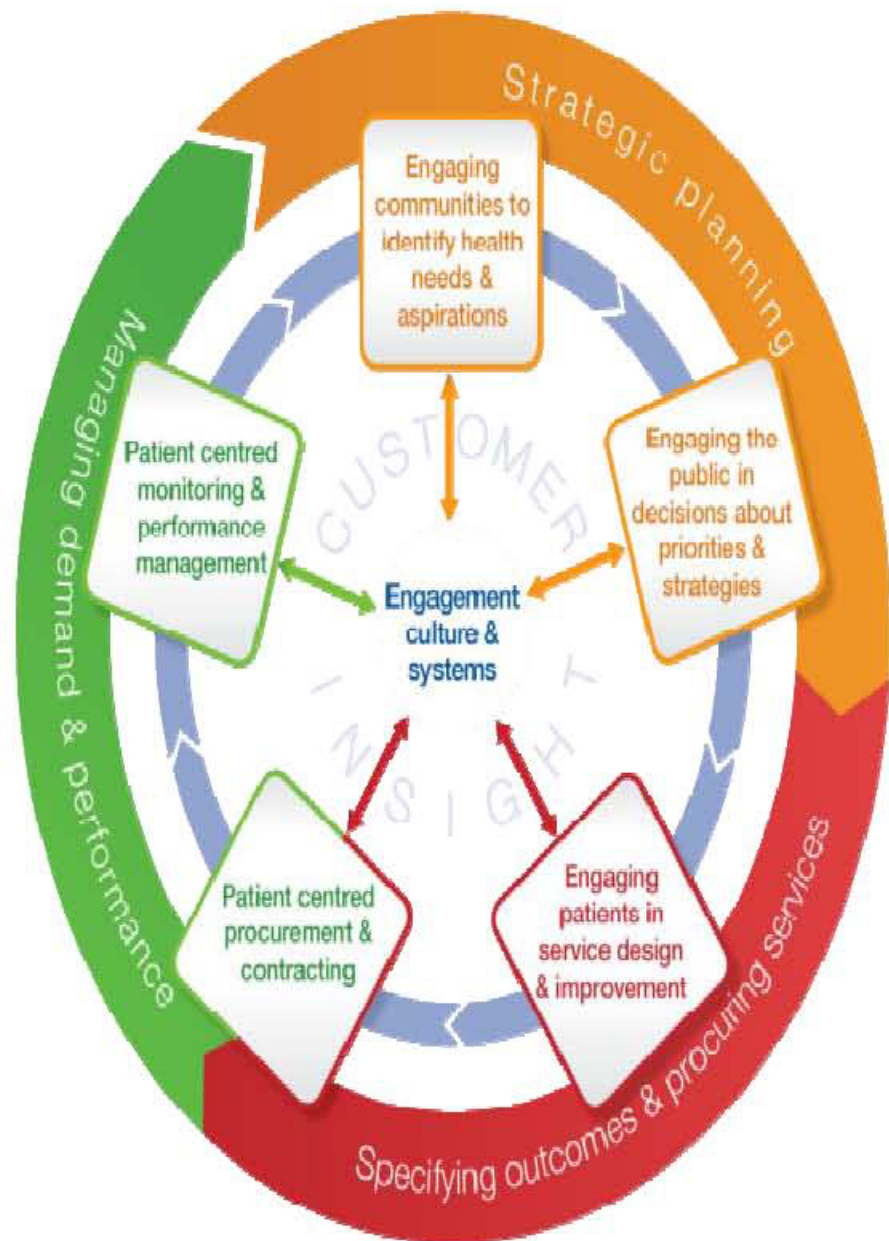 Strategic planning
Engaging
communities to
identify health
needs &
aspirations
Engaging the
public in
decisions about
priorities &
strategies
Specifying outcomes & procuring services
Engaging
patients in
service design
& improvement
Patient centred
procurement &
contracting
Managing demand & performance
Patient centred
monitoring &
performance
management
CUSTOMER
INSIGHT
Engagement
culture &
systems